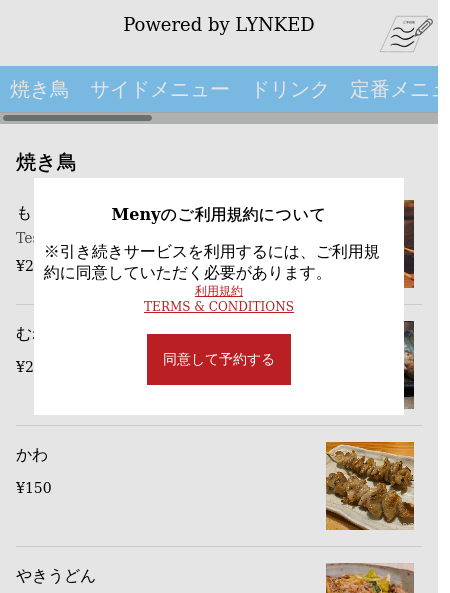 Powered by LYNKED
焼き鳥 サイドメニュー ドリンク 定番メニュ
焼き鳥
Menyのご利用規約について
も
※引き続きサービスを利用するには、ご利用規
約に同意していただく必要があります。
¥2
利用規約
TERMS & CONDITIONS
む
同意して予約する
¥2
かわ
¥150
やきうどん